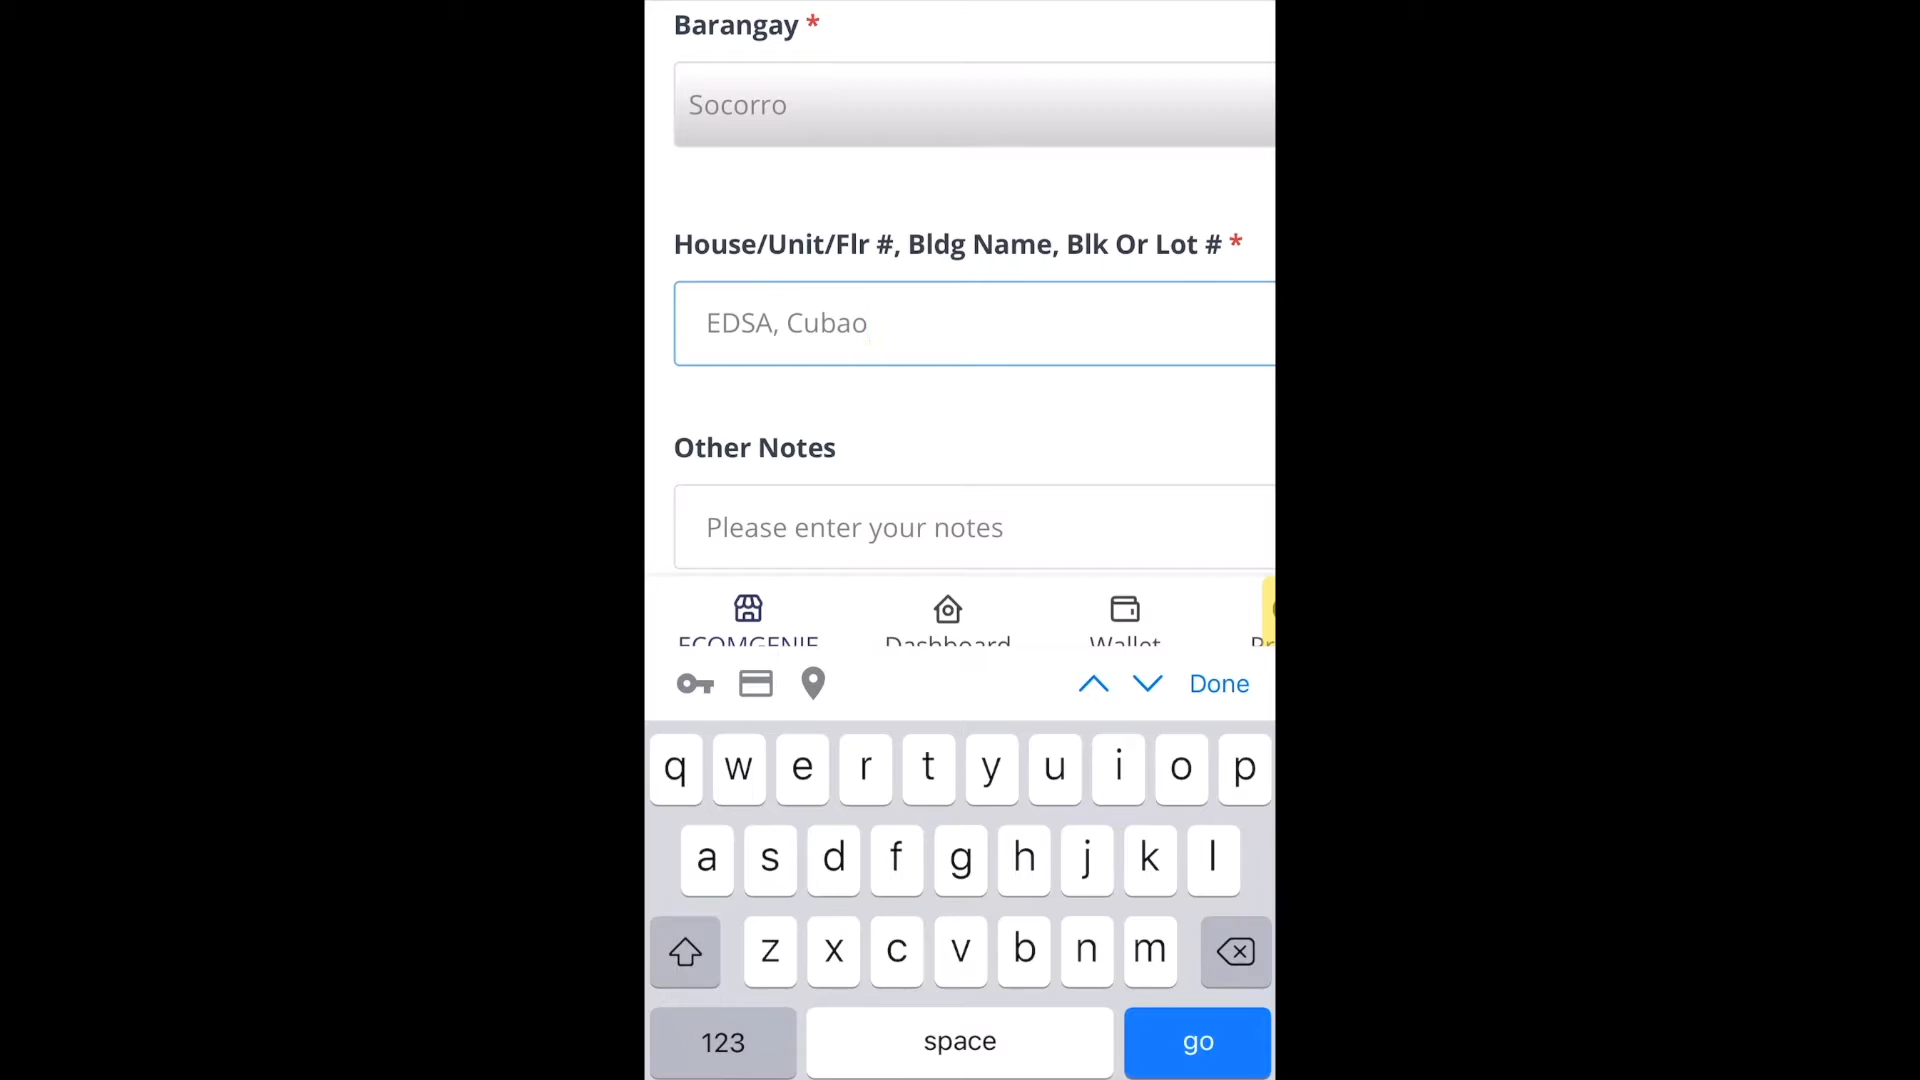 Barangay *
Socorro
House/Unit/Flr #, Bldg Name, Blk Or Lot # *
EDSA, Cubao
Other Notes
Please enter your notes
ECOMGENIE Dashboard Wallet
Done
q w e r t y u i o p
a s d f g h j k l
z x c v b n m
123 space go